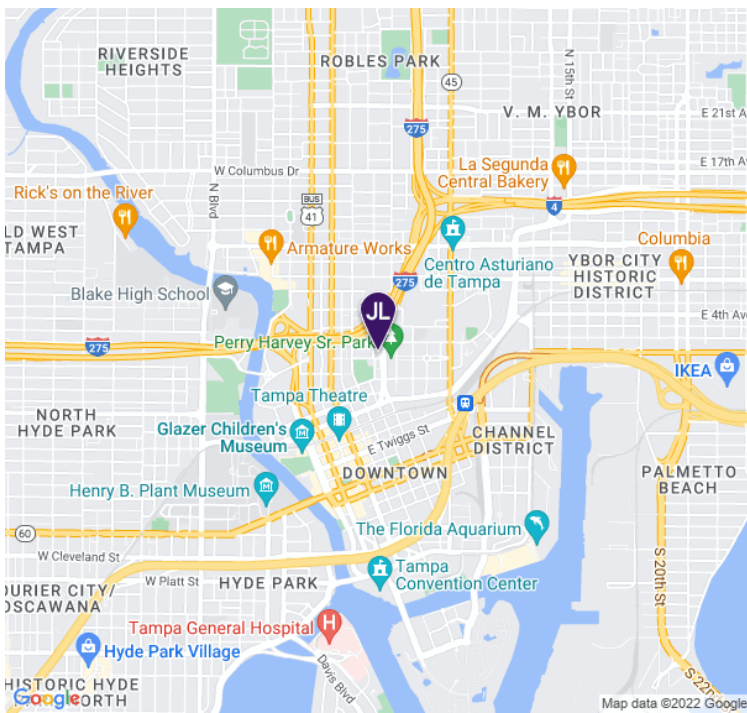 RIVERSIDE
HEIGHTS
ROBLES PARK
45
N 15th St
275
V. M. YBOR
E 21st A
W Columbus Dr
La Segunda
Central Bakery
E 17th A
Rick's on the River
N Blvd
BUS
41
4
LD WEST
TAMPA
Armature Works
Centro Asturiano
de Tampa
Columbia
YBOR CITY
HISTORIC
DISTRICT
275
Blake High School
JL
E 4th Ave
275
Perry Harvey Sr. Park
IKEA
NORTH
HYDE PARK
Tampa Theatre
Glazer Children's
Museum
E Twiggs St
CHANNEL
DISTRICT
DOWNTOWN
PALMETTO
BEACH
Henry B. Plant Museum
60
The Florida Aquarium
W Cleveland St
W Platt St
HYDE PARK
Tampa
Convention Center
S 20th St
OURIER CITY/
OSCAWANA
Tampa General Hospital
H
Hyde Park Village
Davis Blvd
S 22nd
HISTORIC HYDE
NORTH
Google
Map data ©2022 Google